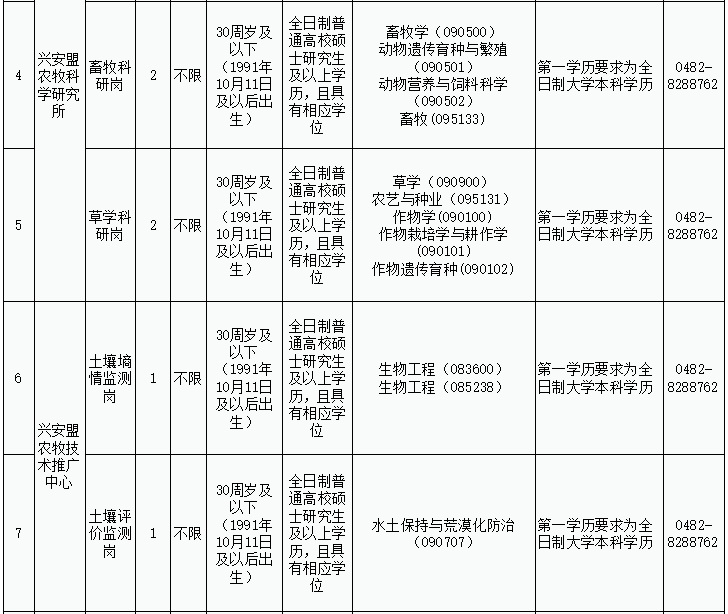 4
兴安盟
农牧科
学研究
所
畜牧科
研岗
2
不限
30周岁及
以下
（1991年
10月11日
及以后出
生）
全日制普
通高校硕
士研究生
及以上学
历，且具
有相应学
位
畜牧学（090500）
动物遗传育种与繁殖
（090501）
动物营养与饲料科学
（090502）
畜牧(095133)
第一学历要求为全
日制大学本科学历
0482-
8288762
5
草学科
研岗
2
不限
30周岁及
以下
（1991年
10月11日
及以后出
生）
全日制普
通高校硕
士研究生
及以上学
历，且具
有相应学
位
草学（090900）
农艺与种业（095131）
作物学(090100)
作物栽培学与耕作学
(090101)
作物遗传育种(090102)
第一学历要求为全
日制大学本科学历
0482-
8288762
6
兴安盟
农牧技
术推广
中心
土壤墒
情监测
岗
1
不限
30周岁及
以下
（1991年
10月11日
及以后出
生）
全日制普
通高校硕
士研究生
及以上学
历，且具
有相应学
位
生物工程（083600）
生物工程（085238）
第一学历要求为全
日制大学本科学历
0482-
8288762
7
土壤评
价监测
岗
1
不限
30周岁及
以下
（1991年
10月11日
及以后出
生）
全日制普
通高校硕
士研究生
及以上学
历，且具
有相应学
位
水土保持与荒漠化防治
（090707）
第一学历要求为全
日制大学本科学历
0482-
8288762